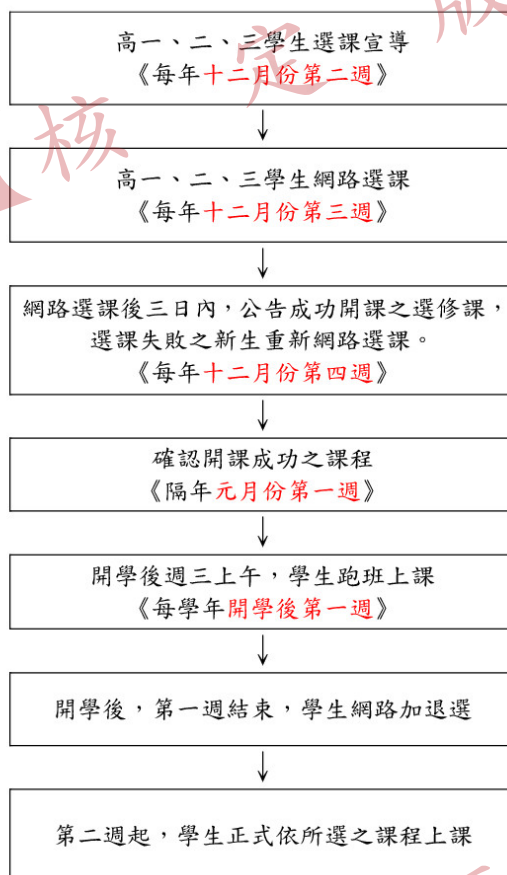 高一、二、三學生選課宣導
《每年十二月份第二週》
高一、二、三學生網路選課
《每年十二月份第三週》
網路選課後三日內，公告成功開課之選修課，
選課失敗之新生重新網路選課。
《每年十二月份第四週》
確認開課成功之課程
《隔年元月份第一週》
開學後週三上午，學生跑班上課
《每學年開學後第一週》
開學後，第一週結束，學生網路加退選
第二週起，學生正式依所選之課程上課
核定版